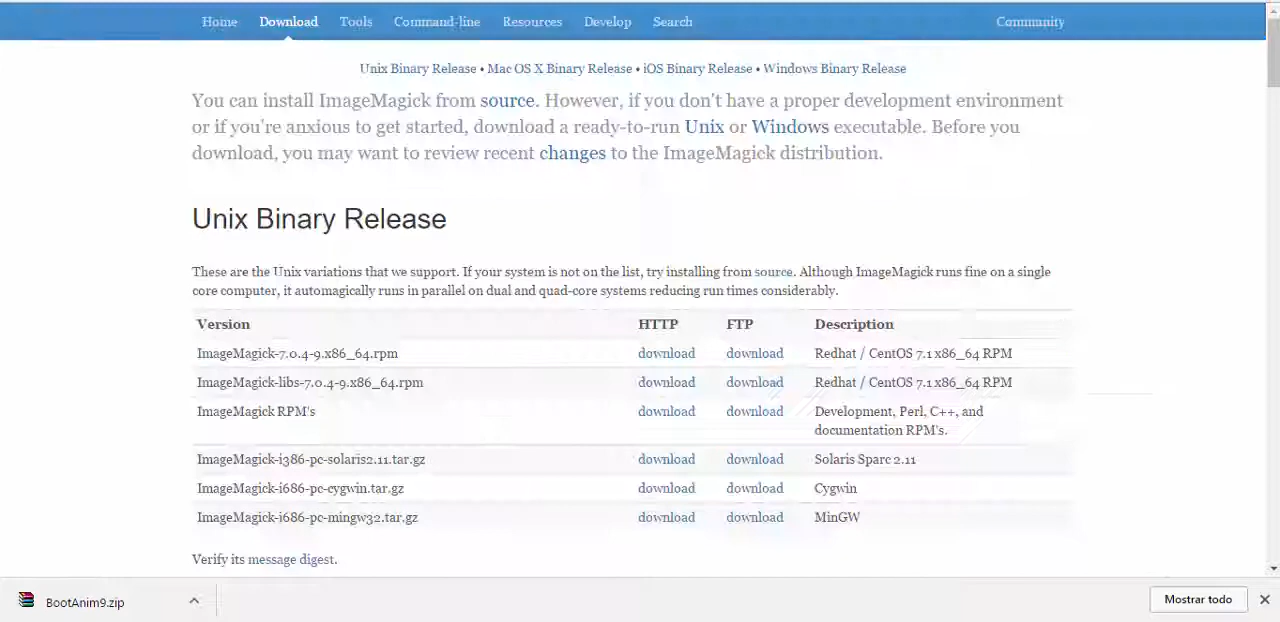 Home Download Tools Command-line Resources Develop Search Community
Unix Binary Release • Mac OS X Binary Release • iOS Binary Release • Windows Binary Release
You can install ImageMagick from source. However, if you don't have a proper development environment
or if you're anxious to get started, download a ready-to-run Unix or Windows executable. Before you
download, you may want to review recent changes to the ImageMagick distribution.
Unix Binary Release
These are the Unix variations that we support. If your system is not on the list, try installing from source. Although ImageMagick runs fine on a single
core computer, it automagically runs in parallel on dual and quad-core systems reducing run times considerably.
Version HTTP FTP Description
ImageMagick-7.0.4-9.x86_64.rpm download download Redhat / CentOS 7.1 x86_64 RPM
ImageMagick-libs-7.0.4-9.x86_64.rpm download download Redhat / CentOS 7.1 x86_64 RPM
ImageMagick RPM's download download Development, Perl, C++, and
documentation RPM's.
ImageMagick-i386-pc-solaris2.11.tar.gz download download Solaris Sparc 2.11
ImageMagick-i686-pc-cygwin.tar.gz download download Cygwin
ImageMagick-i686-pc-mingw32.tar.gz download download MinGW
Verify its message digest.
BootAnim9.zip Mostrar todo